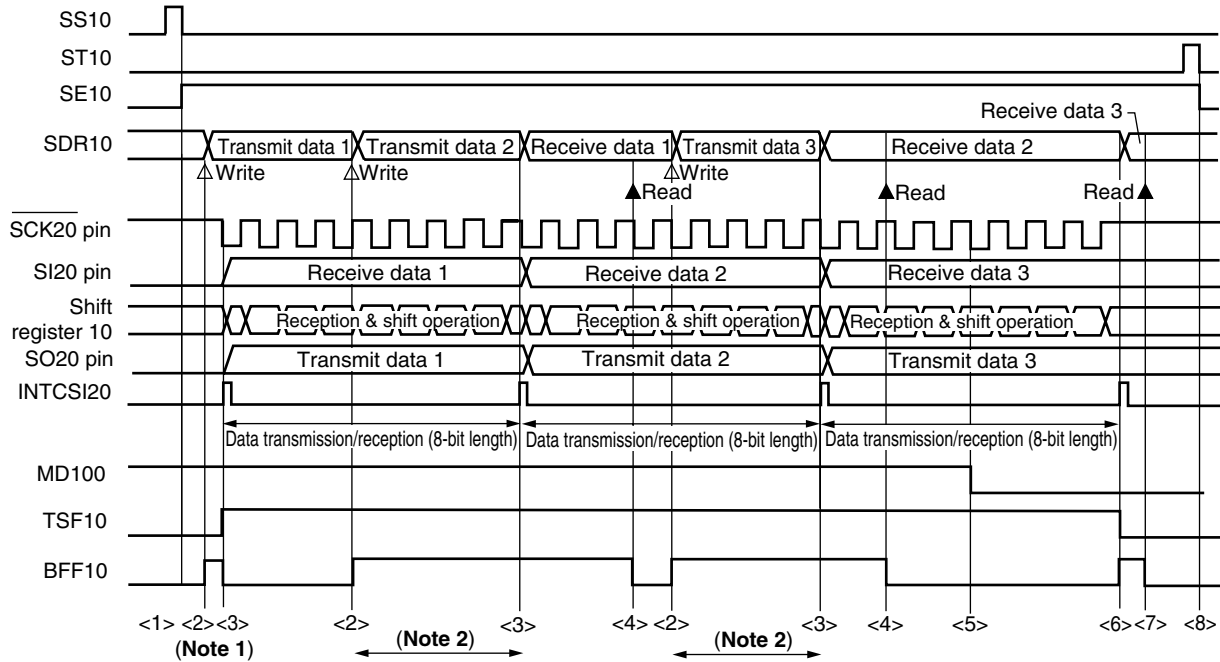 SS10
ST10
SE10
Receive data 3
SDR10
Transmit data 1
Transmit data 2
Receive data 1
Transmit data 3
Receive data 2
Write
Write
Read
Write
Read
Read
SCK20 pin
SI20 pin
Receive data 1
Receive data 2
Receive data 3
Shift
register 10
Reception & shift operation
Reception & shift operation
Reception & shift operation
SO20 pin
Transmit data 1
Transmit data 2
Transmit data 3
INTCSI20
Data transmission/reception (8-bit length)
Data transmission/reception (8-bit length)
Data transmission/reception (8-bit length)
MD100
TSF10
BFF10
<1> <2> <3> <2> <3> <4> <2> <3> <4> <5> <6> <7> <8>
(Note 1)
(Note 2)
(Note 2)